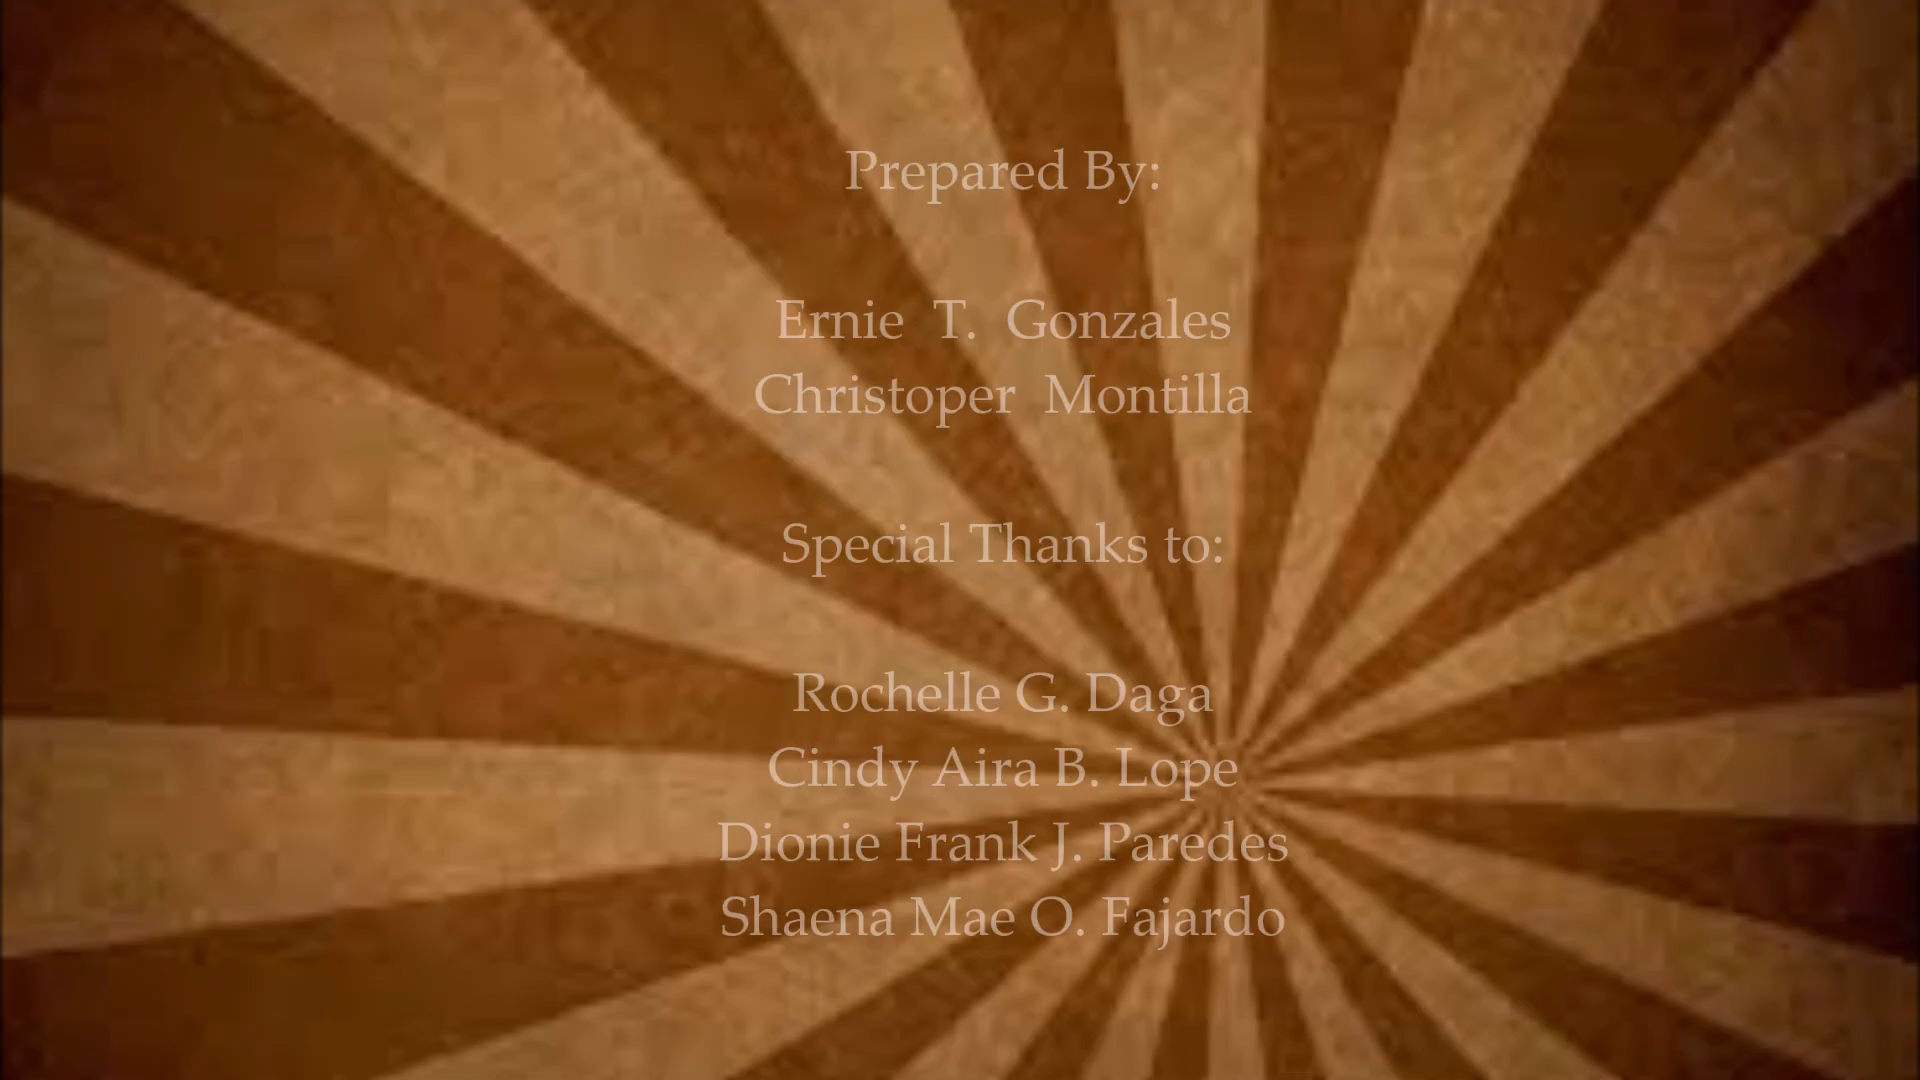 Prepared By:
Ernie T. Gonzales
Christoper Montilla
Special Thanks to:
Rochelle G. Daga
Cindy Aira B. Lope
Dionie Frank J. Paredes
Shaena Mae O. Fajardo